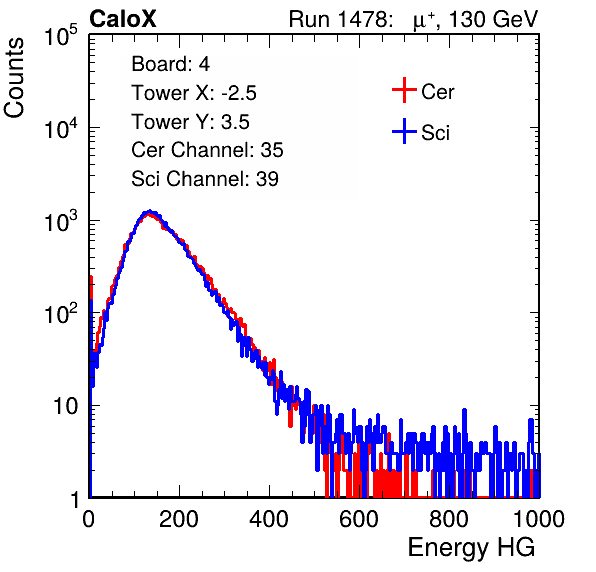 CaloX Run 1478: μ⁺, 130 GeV
Counts
Board: 4
Tower X: -2.5
Tower Y: 3.5
Cer Channel: 35
Sci Channel: 39
Cer
Sci
10⁵
10⁴
10³
10²
10
1
0 200 400 600 800 1000
Energy HG